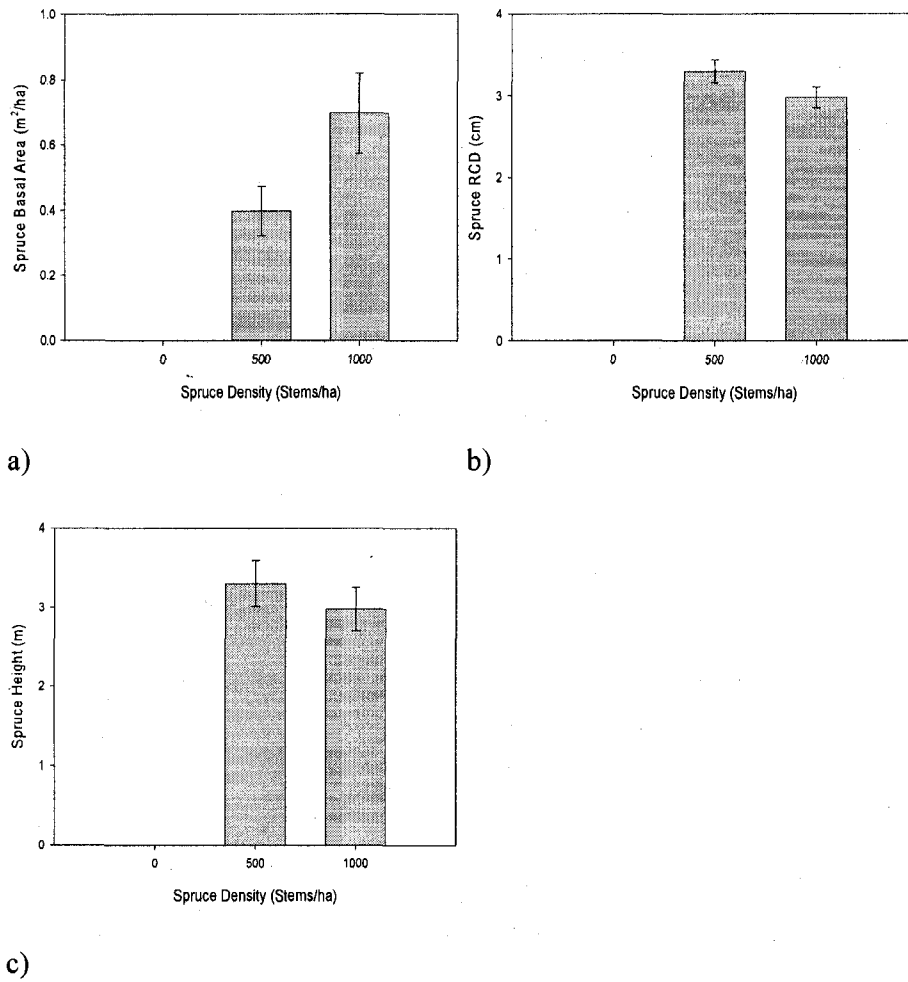 Spruce Basal Area (m²/ha)
1.0
0.8
0.6
0.4
0.2
0.0
0
500
1000
Spruce Density (Stems/ha)
a)
Spruce RCD (cm)
4
3
2
1
0
0
500
1000
Spruce Density (Stems/ha)
b)
Spruce Height (m)
4
3
2
1
0
0
500
1000
Spruce Density (Stems/ha)
c)